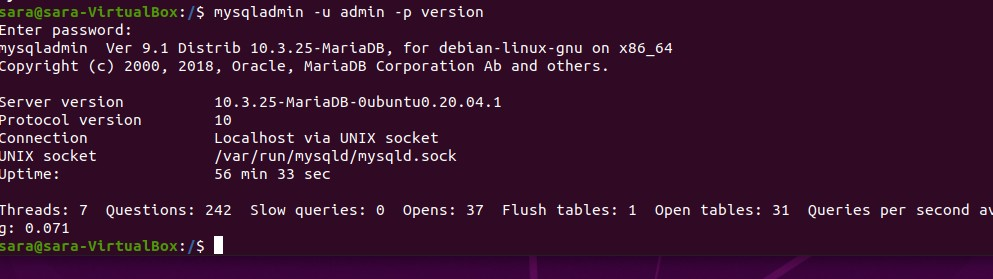 sara@sara-VirtualBox:/$ mysqladmin -u admin -p version
Enter password:
mysqladmin  Ver 9.1 Distrib 10.3.25-MariaDB, for debian-linux-gnu on x86_64
Copyright (c) 2000, 2018, Oracle, MariaDB Corporation Ab and others.

Server version          10.3.25-MariaDB-0ubuntu0.20.04.1
Protocol version        10
Connection              Localhost via UNIX socket
UNIX socket             /var/run/mysqld/mysqld.sock
Uptime:                 56 min 33 sec

Threads: 7  Questions: 242  Slow queries: 0  Opens: 37  Flush tables: 1  Open tables: 31  Queries per second av
g: 0.071
sara@sara-VirtualBox:/$